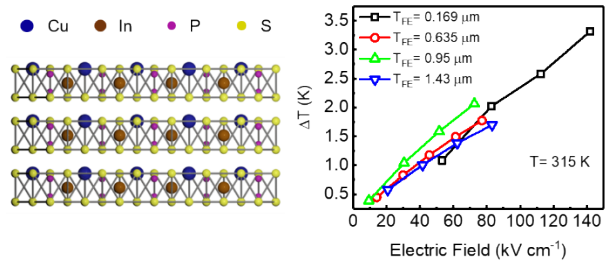 Cu In P S
T_FE= 0.169 μm
T_FE= 0.635 μm
T_FE= 0.95 μm
T_FE= 1.43 μm
T= 315 K
ΔT (K)
3.5
3.0
2.5
2.0
1.5
1.0
0.5
0 20 40 60 80 100 120 140
Electric Field (kV cm⁻¹)